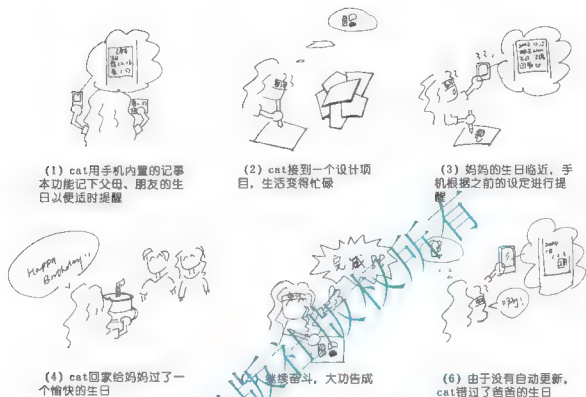 (1) cat用手机内置的记事
本功能记下父母、朋友的生
日以便适时提醒
(2) cat接到一个设计项
目，生活变得忙碌
(3) 妈妈的生日临近，手
机根据之前的设定进行提
醒
Happy
Birthday!!
完成!!
(4) cat回家给妈妈过了一
个愉快的生日
继续奋斗，大功告成
(6) 由于没有自动更新，
cat错过了爸爸的生日
版社版权所有